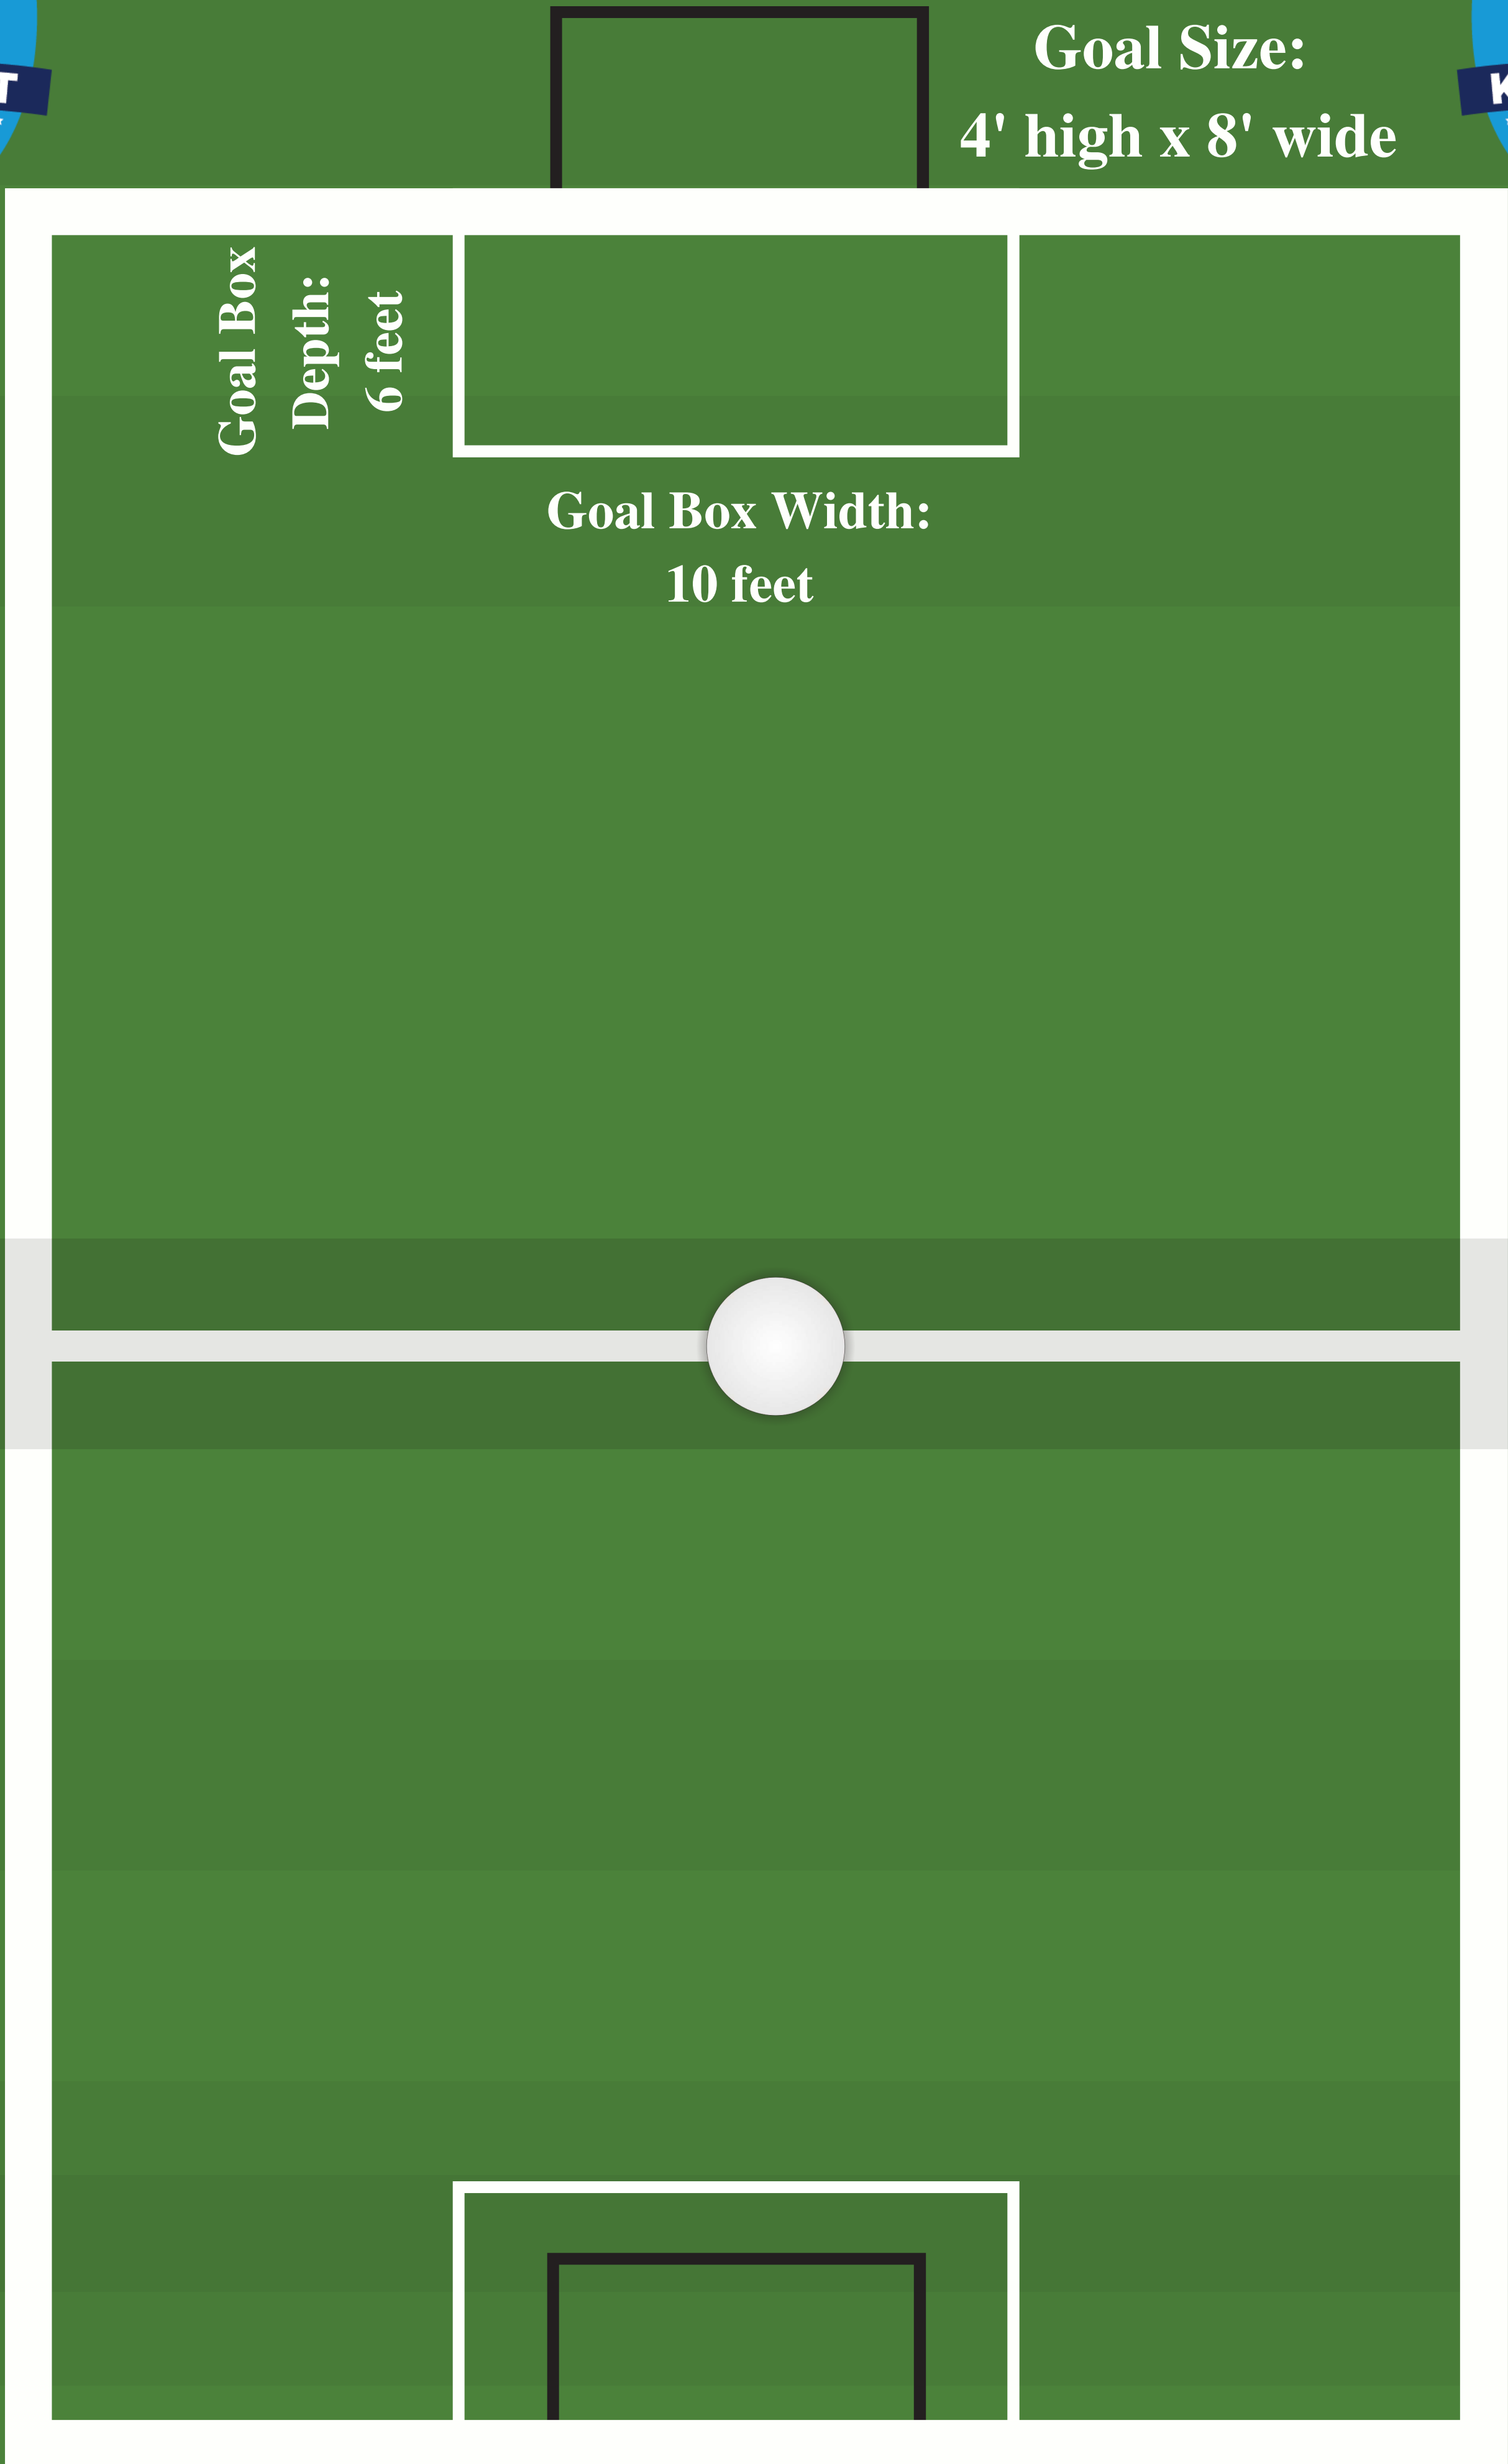 Goal Size:
4' high x 8' wide
Goal Box
Depth:
6 feet
Goal Box Width:
10 feet